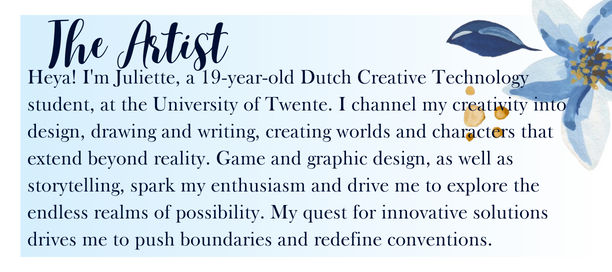 The Artist
Heya! I'm Juliette, a 19-year-old Dutch Creative Technology
student, at the University of Twente. I channel my creativity into
design, drawing and writing, creating worlds and characters that
extend beyond reality. Game and graphic design, as well as
storytelling, spark my enthusiasm and drive me to explore the
endless realms of possibility. My quest for innovative solutions
drives me to push boundaries and redefine conventions.